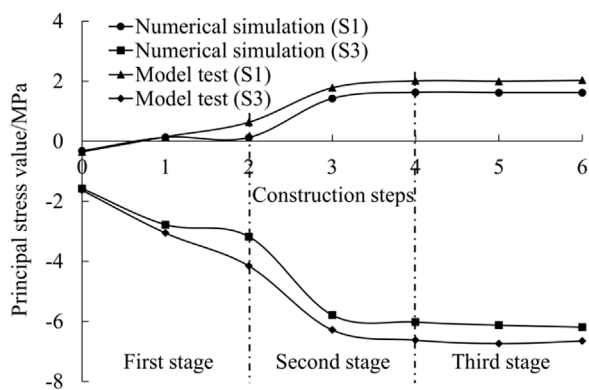 4
Numerical simulation (S1)
Numerical simulation (S3)
Model test (S1)
Model test (S3)
2
0
-2
-4
-6
-8
Principal stress value/MPa
0 1 2 3 4 5 6
Construction steps
First stage Second stage Third stage